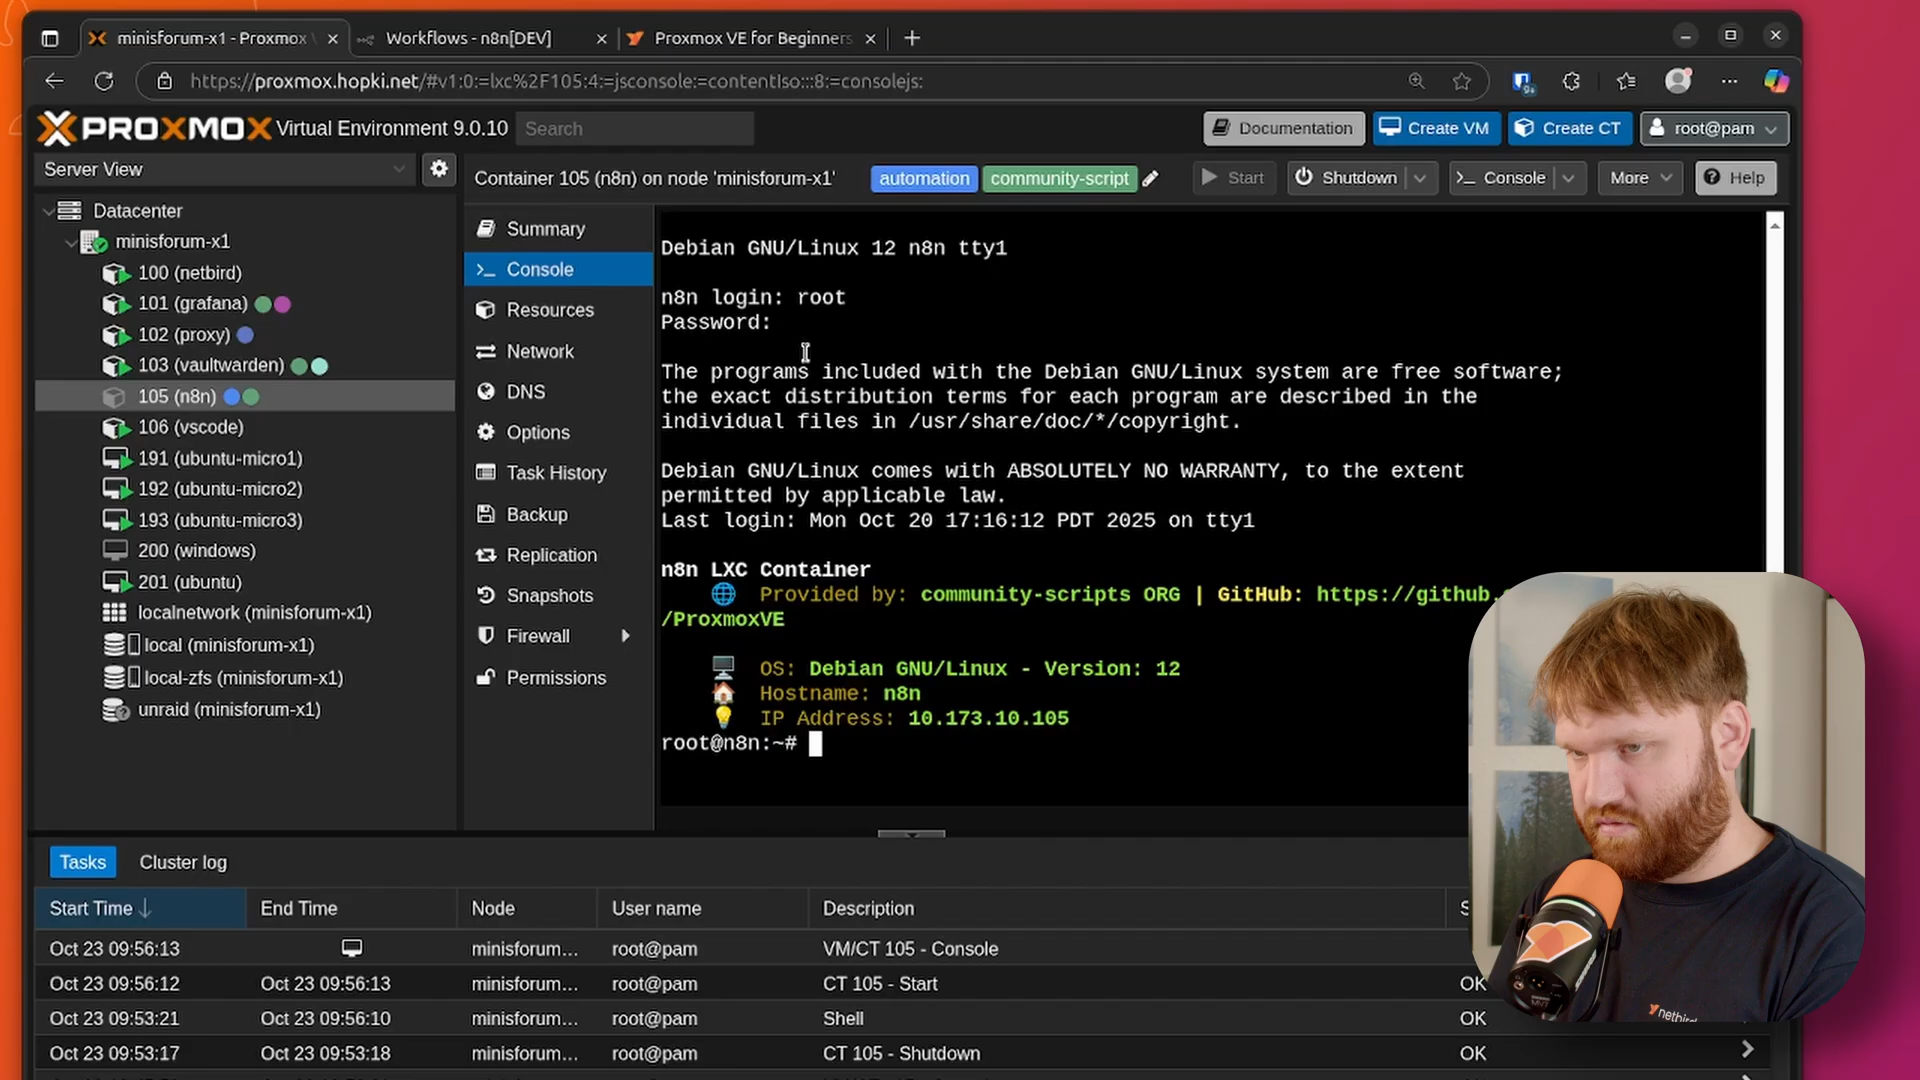 minisforum-x1 - Proxmox
Workflows - n8n[DEV]
Proxmox VE for Beginners
https://proxmox.hopki.net/#v1:0:=lxc%2F105:4:=jsconsole:=contentIso:::8:=consolejs:
PROXMOX Virtual Environment 9.0.10
Search
Documentation
Create VM
Create CT
root@pam
Server View
Container 105 (n8n) on node 'minisforum-x1'
automation
community-script
Start
Shutdown
Console
More
Help
Datacenter
minisforum-x1
100 (netbird)
101 (grafana)
102 (proxy)
103 (vaultwarden)
105 (n8n)
106 (vscode)
191 (ubuntu-micro1)
192 (ubuntu-micro2)
193 (ubuntu-micro3)
200 (windows)
201 (ubuntu)
localnetwork (minisforum-x1)
local (minisforum-x1)
local-zfs (minisforum-x1)
unraid (minisforum-x1)
Summary
Console
Resources
Network
DNS
Options
Task History
Backup
Replication
Snapshots
Firewall
Permissions
Debian GNU/Linux 12 n8n tty1
n8n login: root
Password:
The programs included with the Debian GNU/Linux system are free software;
the exact distribution terms for each program are described in the
individual files in /usr/share/doc/*/copyright.
Debian GNU/Linux comes with ABSOLUTELY NO WARRANTY, to the extent
permitted by applicable law.
Last login: Mon Oct 20 17:16:12 PDT 2025 on tty1
n8n LXC Container
Provided by: community-scripts ORG | GitHub: https://github.
/ProxmoxVE
OS: Debian GNU/Linux - Version: 12
Hostname: n8n
IP Address: 10.173.10.105
root@n8n:~#
Tasks
Cluster log
Start Time End Time Node User name Description
Oct 23 09:56:13 minisforum... root@pam VM/CT 105 - Console
Oct 23 09:56:12 Oct 23 09:56:13 minisforum... root@pam CT 105 - Start OK
Oct 23 09:53:21 Oct 23 09:56:10 minisforum... root@pam Shell OK
Oct 23 09:53:17 Oct 23 09:53:18 minisforum... root@pam CT 105 - Shutdown OK
MV7
netbird